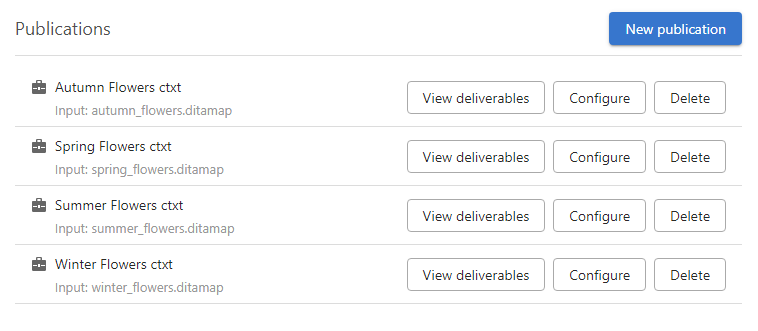 Publications
New publication
Autumn Flowers ctxt
Input: autumn_flowers.ditamap
View deliverables
Configure
Delete
Spring Flowers ctxt
Input: spring_flowers.ditamap
View deliverables
Configure
Delete
Summer Flowers ctxt
Input: summer_flowers.ditamap
View deliverables
Configure
Delete
Winter Flowers ctxt
Input: winter_flowers.ditamap
View deliverables
Configure
Delete